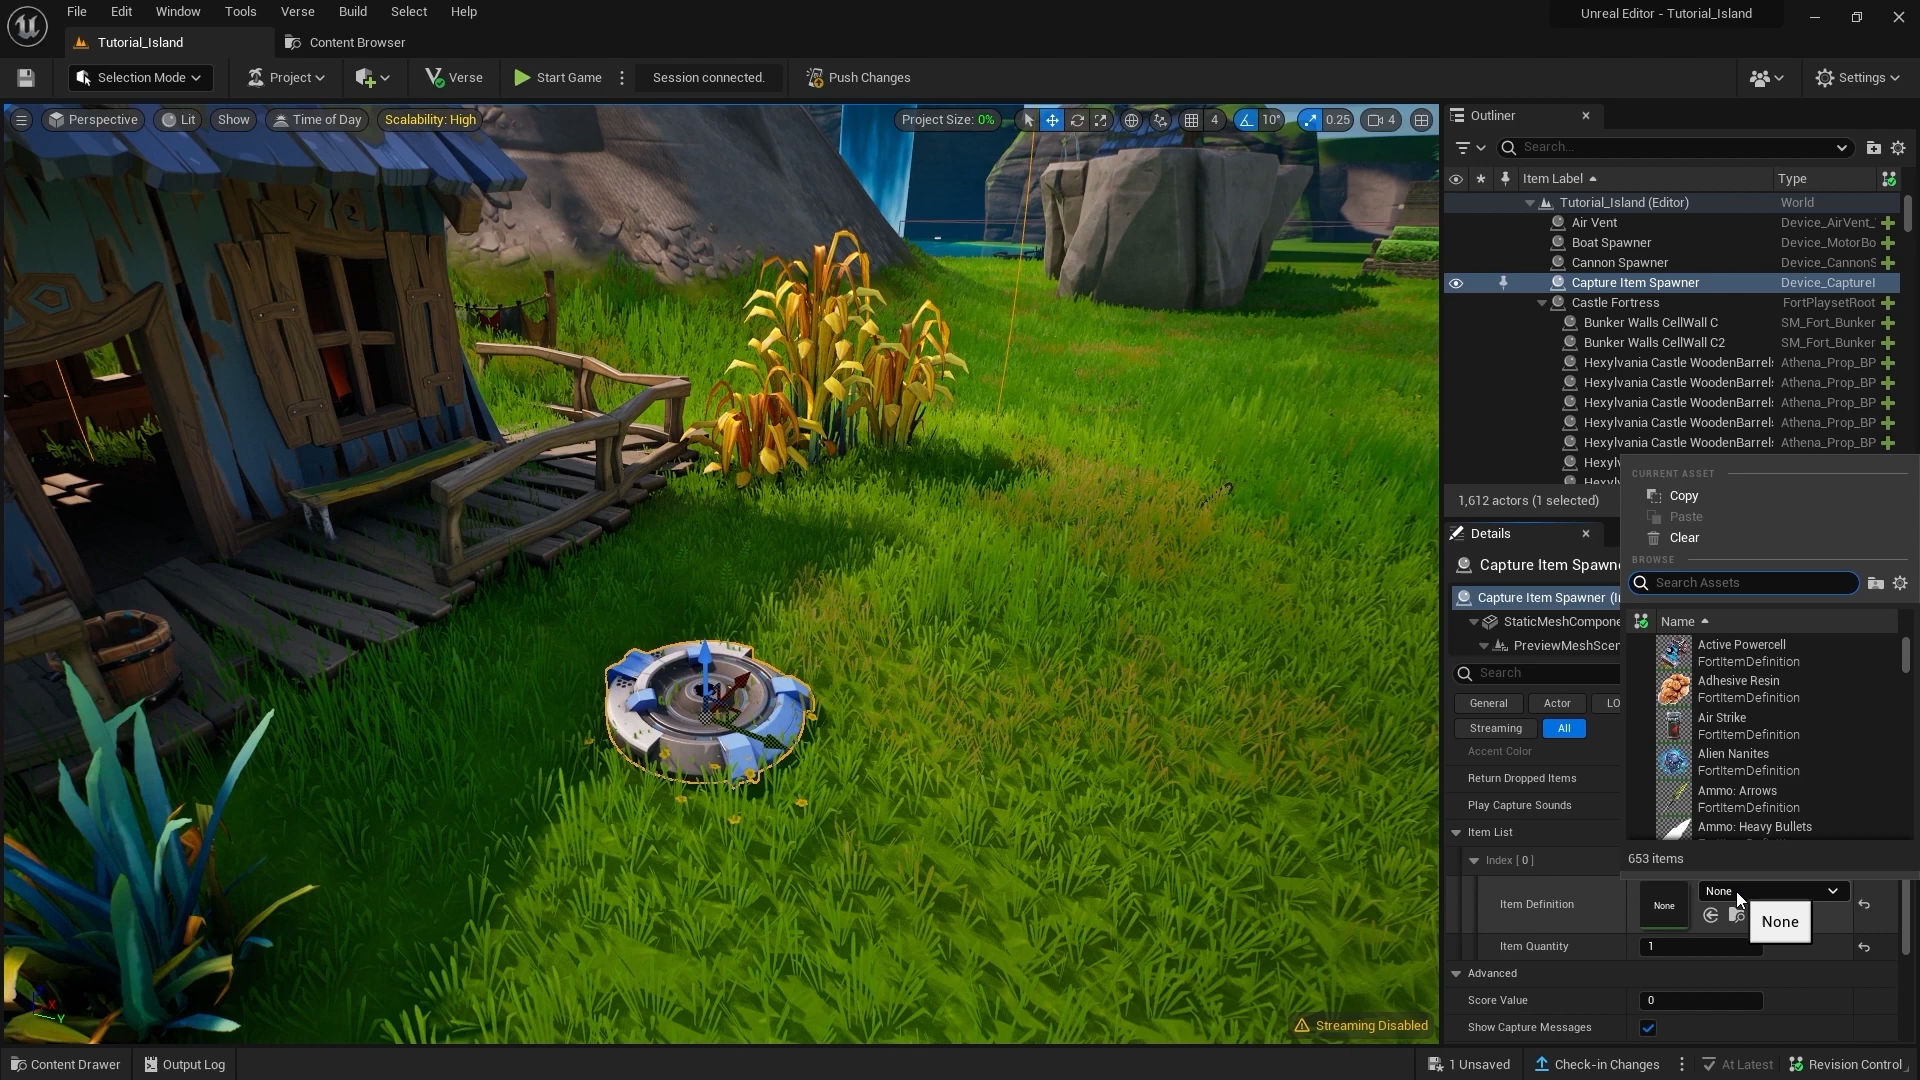 File Edit Window Tools Verse Build Select Help
Unreal Editor - Tutorial_Island
Tutorial_Island
Content Browser
Selection Mode
Project
Verse
Start Game
Session connected.
Push Changes
Settings
Perspective
Lit
Show
Time of Day
Scalability: High
Project Size: 0%
4
10°
0.25
4
Outliner
Search...
Item Label Type
Tutorial_Island (Editor) World
Air Vent Device_AirVent_
Boat Spawner Device_MotorBo
Cannon Spawner Device_CannonS
Capture Item Spawner Device_CaptureI
Castle Fortress FortPlaysetRoot
Bunker Walls CellWall C SM_Fort_Bunker
Bunker Walls CellWall C2 SM_Fort_Bunker
Hexylvania Castle WoodenBarrel Athena_Prop_BP
Hexylvania Castle WoodenBarrel Athena_Prop_BP
Hexylvania Castle WoodenBarrel Athena_Prop_BP
Hexylvania Castle WoodenBarrel Athena_Prop_BP
Hexylvania Castle WoodenBarrel Athena_Prop_BP
Hexylv
1,612 actors (1 selected)
CURRENT ASSET
Copy
Paste
Clear
BROWSE
Search Assets
Name
Active Powercell
FortItemDefinition
Adhesive Resin
FortItemDefinition
Air Strike
FortItemDefinition
Alien Nanites
FortItemDefinition
Ammo: Arrows
FortItemDefinition
Ammo: Heavy Bullets
653 items
Details
Capture Item Spawn
Capture Item Spawner (I
StaticMeshCompone
PreviewMeshScen
Search
General
Actor
LO
Streaming
All
Accent Color
Return Dropped Items
Play Capture Sounds
Item List
Index [ 0 ]
Item Definition
None
None
None
Item Quantity 1
Advanced
Score Value 0
Show Capture Messages
X
Y
Streaming Disabled
Content Drawer
Output Log
1 Unsaved
Check-in Changes
At Latest
Revision Control